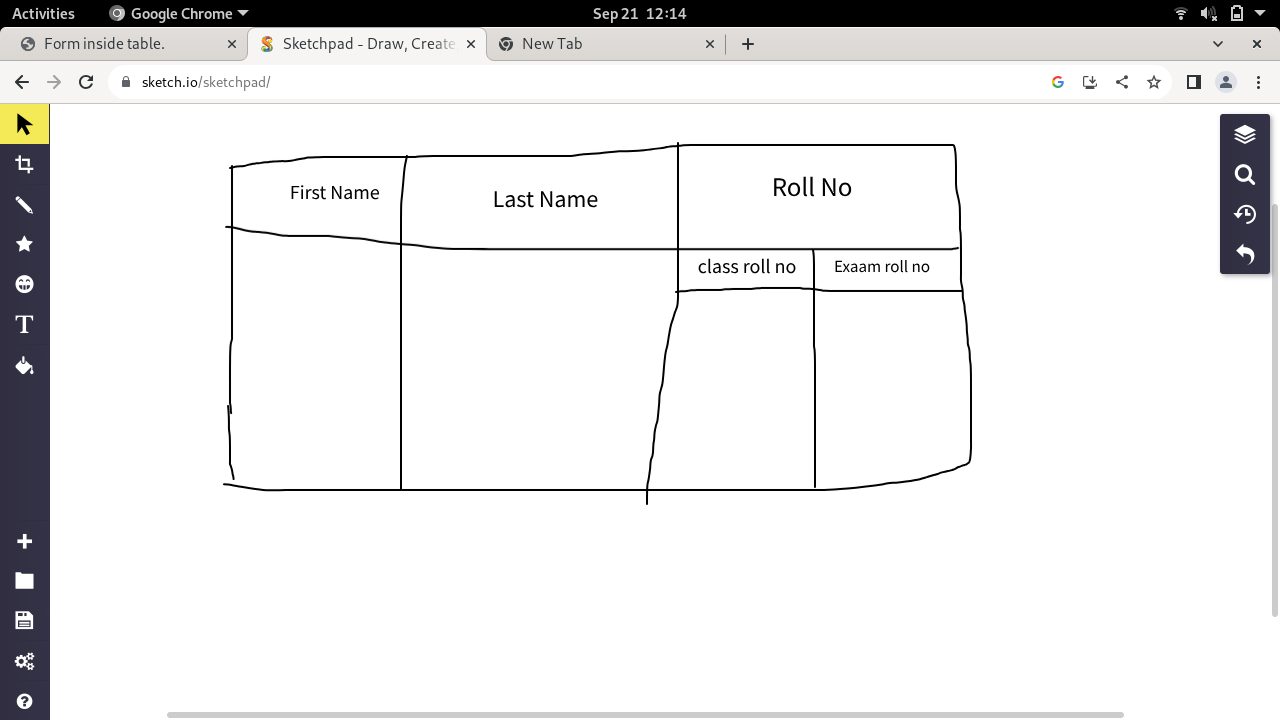 Activities Google Chrome Sep 21 12:14
Form inside table. Sketchpad - Draw, Create New Tab
sketch.io/sketchpad/
First Name Last Name Roll No
class roll no Exaam roll no